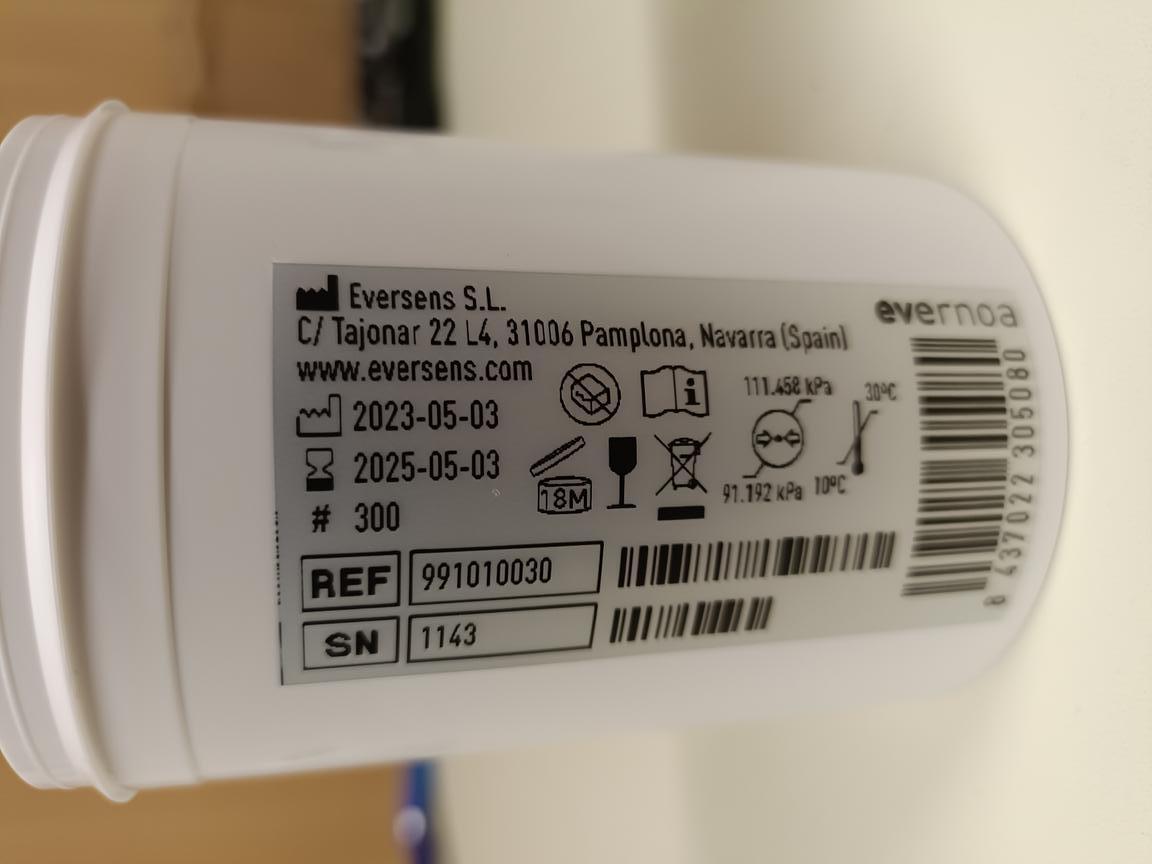 Eversens S.L.
C/ Tajonar 22 L4, 31006 Pamplona, Navarra (Spain)
www.eversens.com
2023-05-03
2025-05-03
# 300
REF 991010030
SN 1143
18M
111.458 kPa
91.192 kPa
30ºC
10ºC
evernoa
8 437022 305080